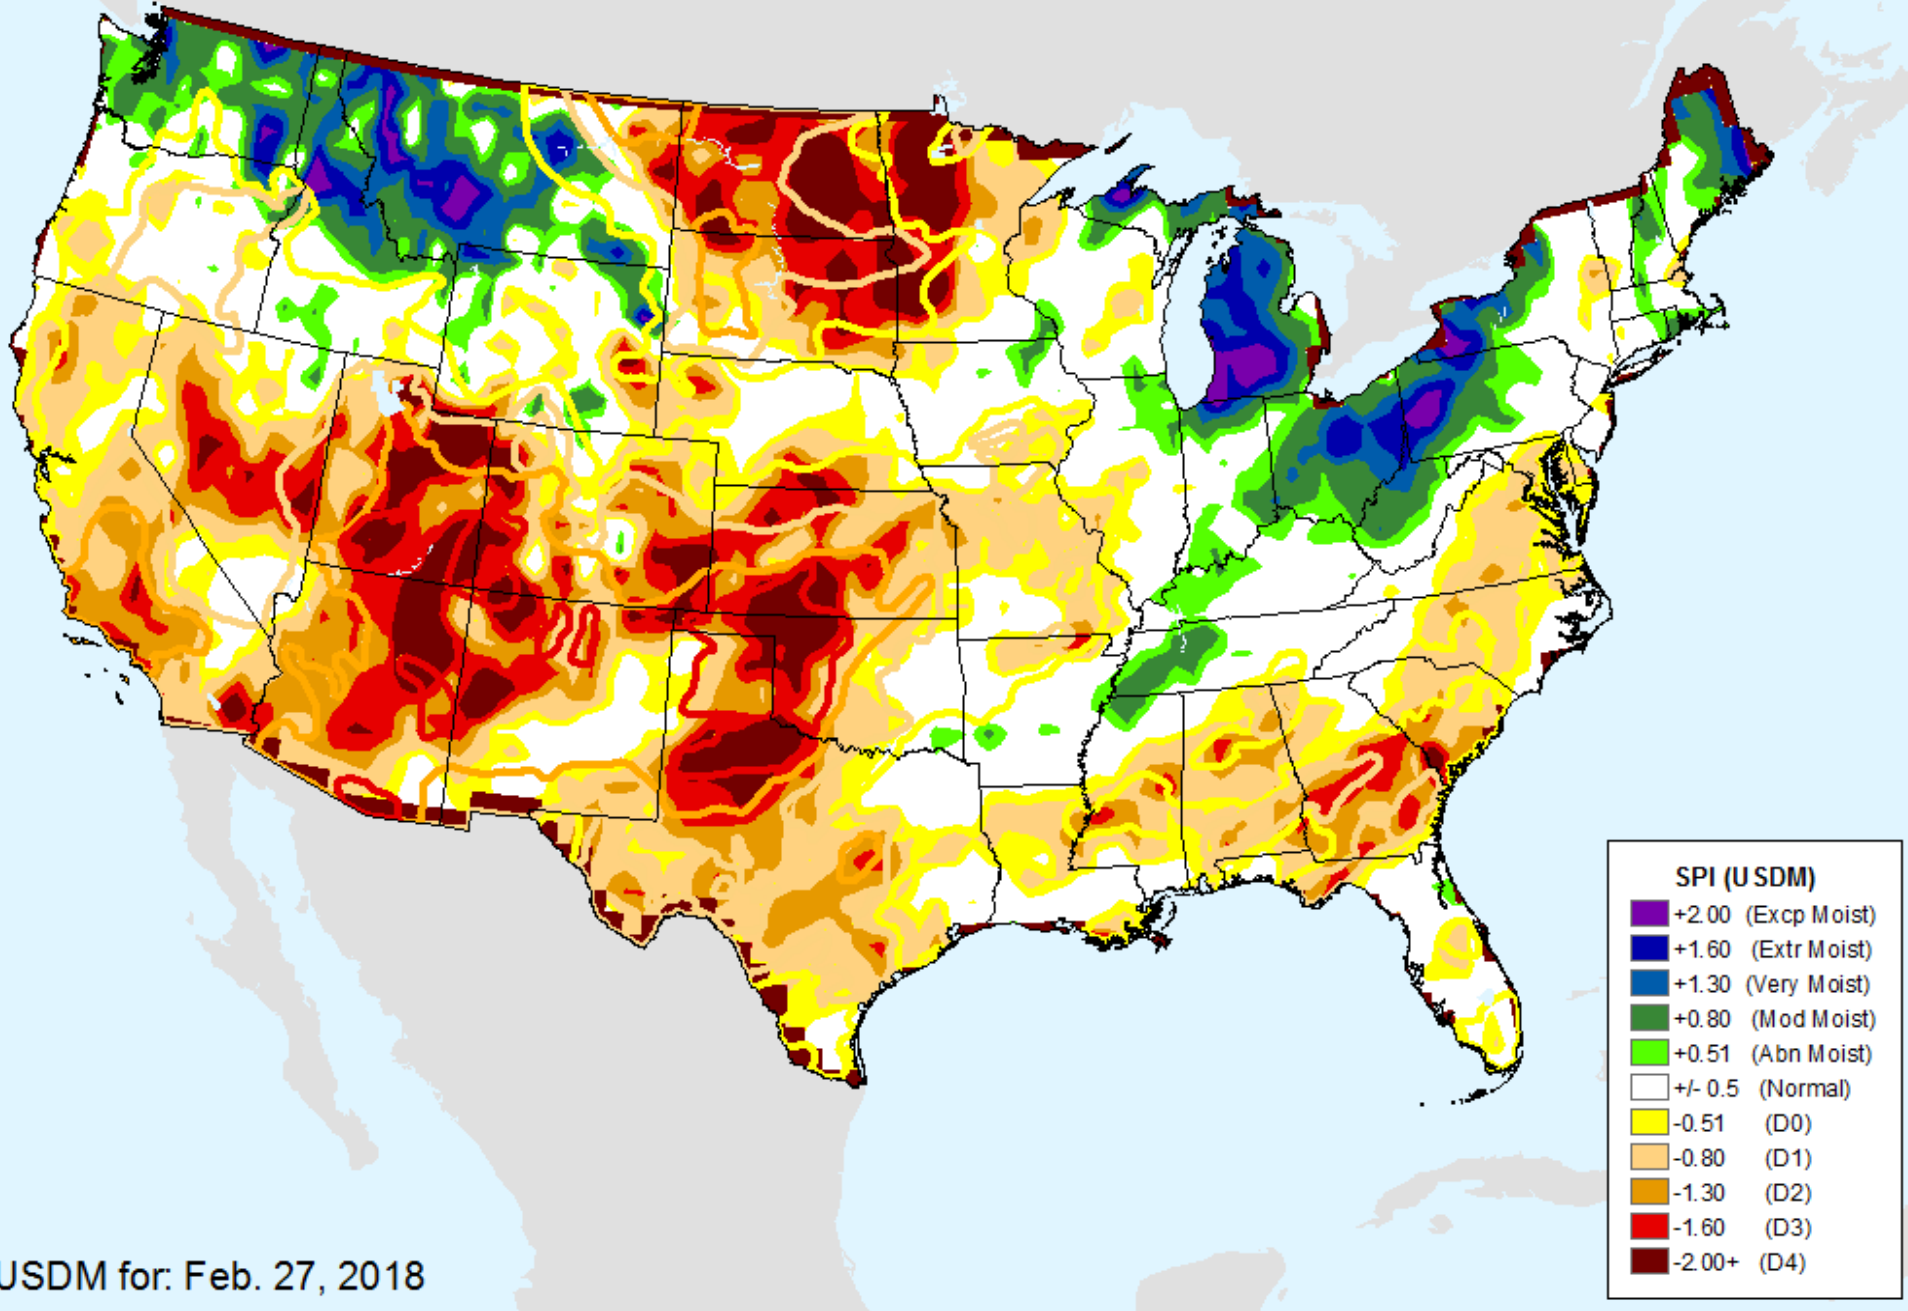 SPI (USDM)
+2.00 (Excp Moist)
+1.60 (Extr Moist)
+1.30 (Very Moist)
+0.80 (Mod Moist)
+0.51 (Abn Moist)
+/- 0.5 (Normal)
-0.51 (D0)
-0.80 (D1)
-1.30 (D2)
-1.60 (D3)
-2.00+ (D4)
USDM for: Feb. 27, 2018